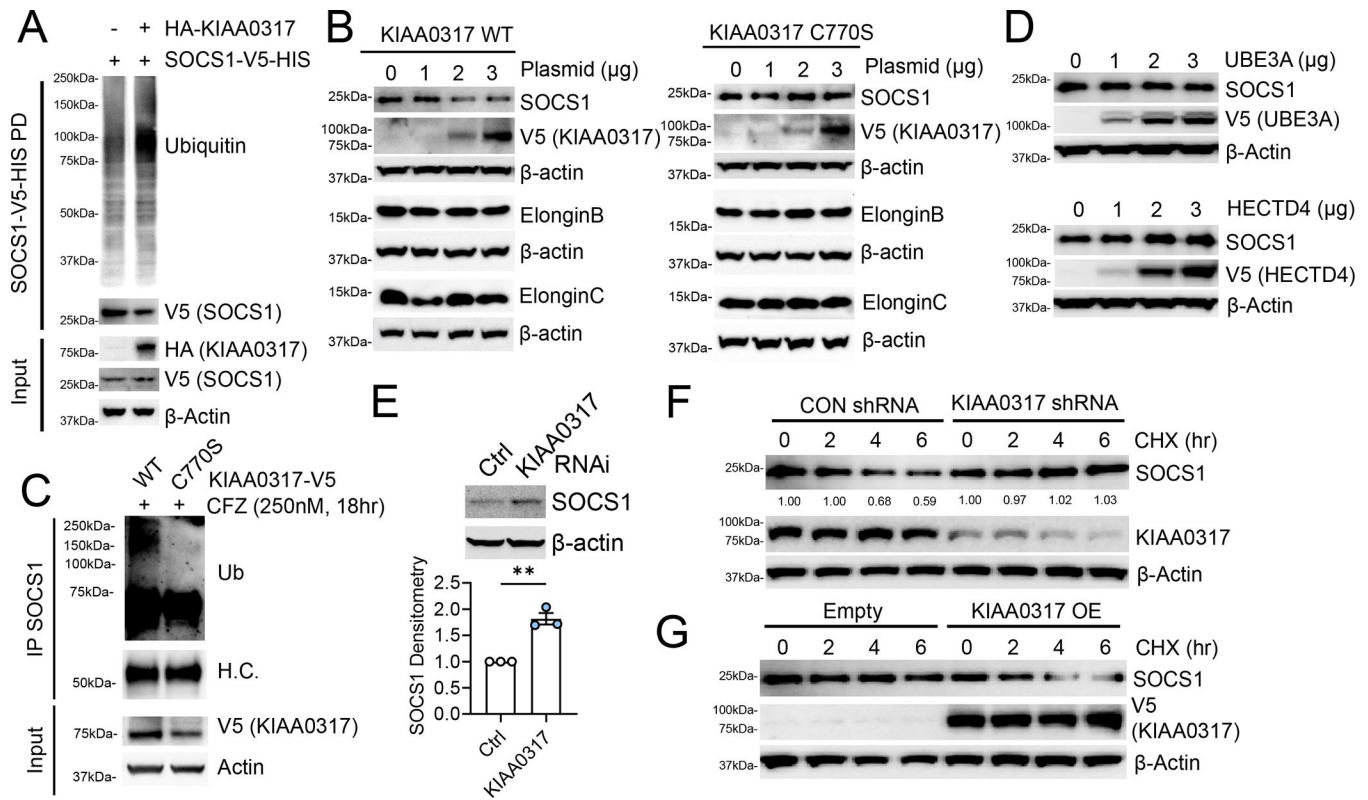 A
- + HA-KIAA0317
+ + SOCS1-V5-HIS
SOCS1-V5-HIS PD
250kDa-
150kDa-
100kDa-
75kDa-
50kDa-
37kDa-
Ubiquitin
25kDa-
V5 (SOCS1)
Input
75kDa-
HA (KIAA0317)
25kDa-
V5 (SOCS1)
37kDa-
β-Actin
B
KIAA0317 WT
0 1 2 3 Plasmid (µg)
25kDa-
SOCS1
100kDa-
75kDa-
V5 (KIAA0317)
37kDa-
β-actin
15kDa-
ElonginB
37kDa-
β-actin
15kDa-
ElonginC
37kDa-
β-actin
KIAA0317 C770S
0 1 2 3 Plasmid (µg)
25kDa-
SOCS1
100kDa-
75kDa-
V5 (KIAA0317)
37kDa-
β-actin
15kDa-
ElonginB
37kDa-
β-actin
15kDa-
ElonginC
37kDa-
β-actin
C
WT C770S KIAA0317-V5
+ + CFZ (250nM, 18hr)
IP SOCS1
250kDa-
150kDa-
100kDa-
75kDa-
Ub
50kDa-
H.C.
Input
75kDa-
V5 (KIAA0317)
37kDa-
Actin
D
0 1 2 3 UBE3A (µg)
25kDa-
SOCS1
100kDa-
V5 (UBE3A)
37kDa-
β-Actin
0 1 2 3 HECTD4 (µg)
25kDa-
SOCS1
100kDa-
75kDa-
V5 (HECTD4)
37kDa-
β-Actin
E
Ctrl KIAA0317 RNAi
SOCS1
β-actin
SOCS1 Densitometry
2.5
2.0
1.5
1.0
0.5
0.0
**
Ctrl
KIAA0317
F
CON shRNA KIAA0317 shRNA
0 2 4 6 0 2 4 6 CHX (hr)
25kDa-
SOCS1
1.00 1.00 0.68 0.59 1.00 0.97 1.02 1.03
100kDa-
75kDa-
KIAA0317
37kDa-
β-Actin
G
Empty KIAA0317 OE
0 2 4 6 0 2 4 6 CHX (hr)
25kDa-
SOCS1
100kDa-
75kDa-
V5
(KIAA0317)
37kDa-
β-Actin